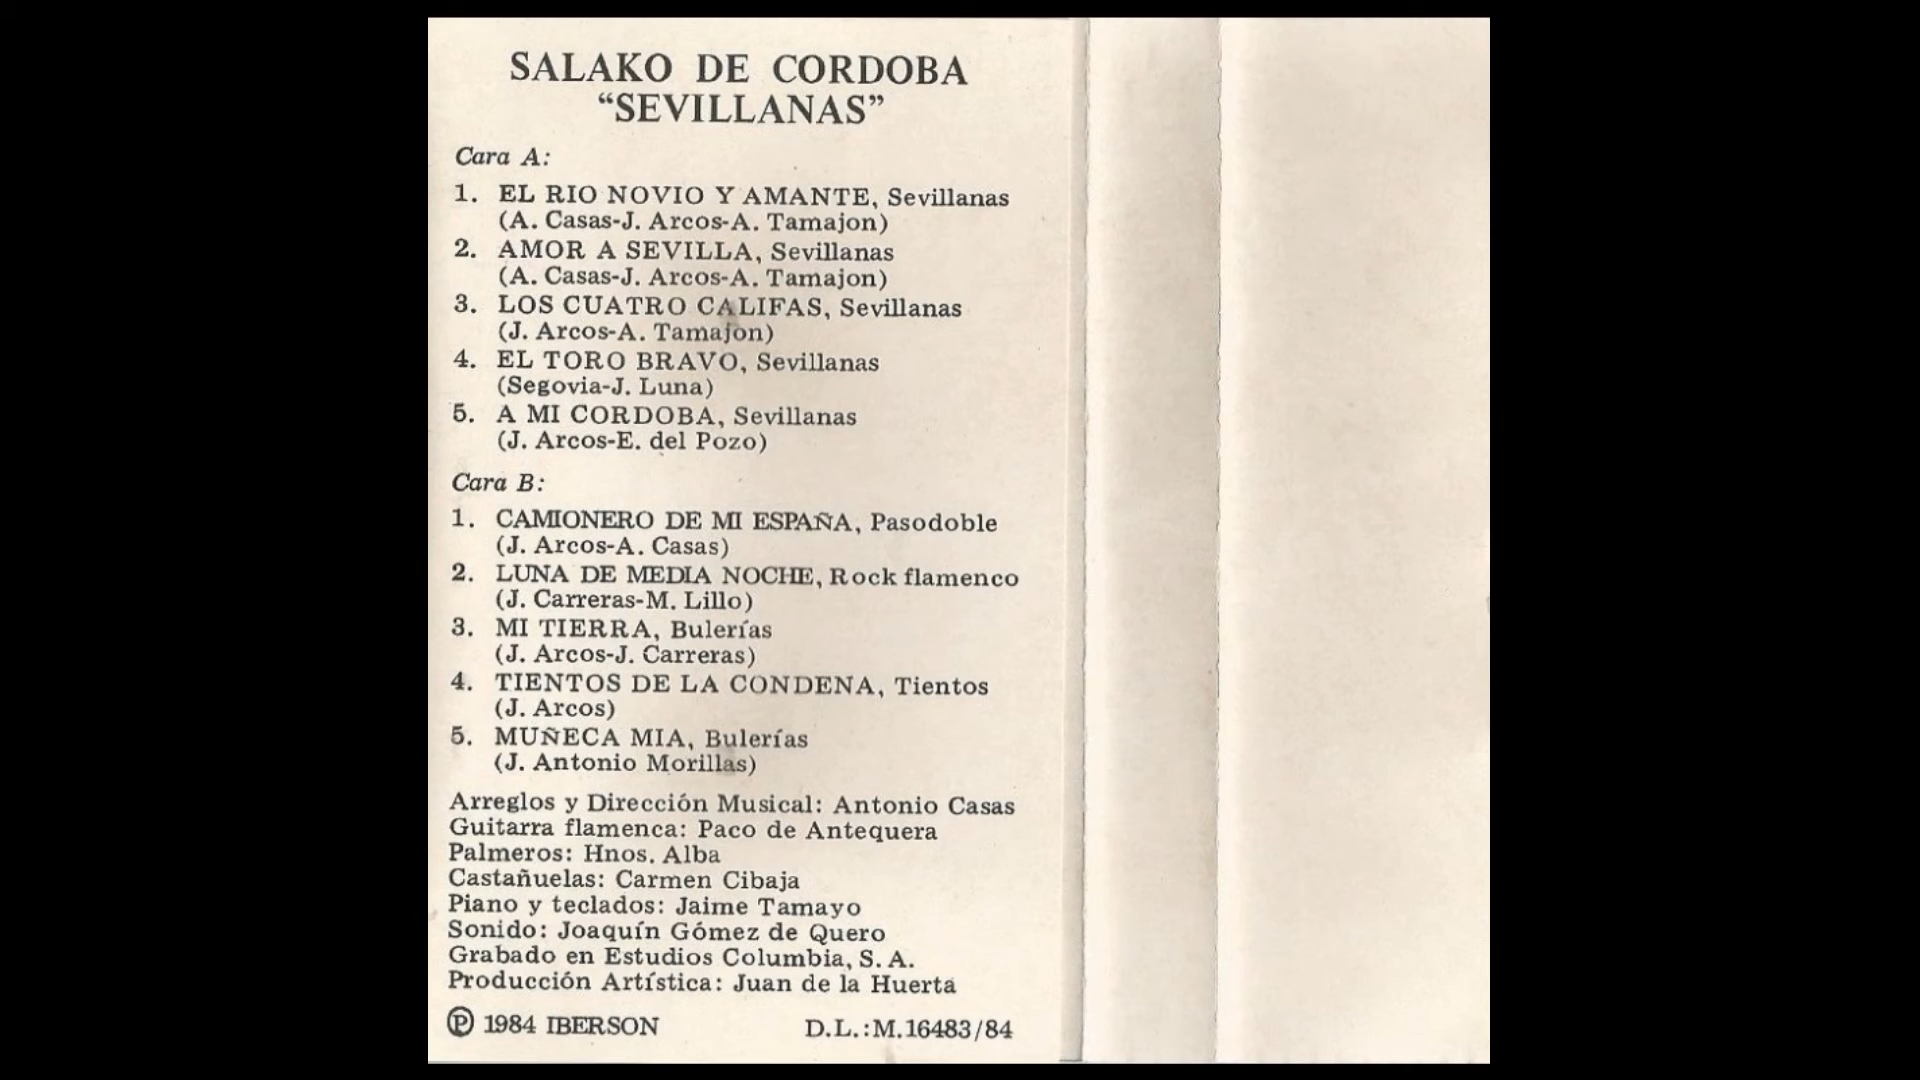 SALAKO DE CORDOBA
“SEVILLANAS”
Cara A:
1. EL RIO NOVIO Y AMANTE, Sevillanas
(A. Casas-J. Arcos-A. Tamajon)
2. AMOR A SEVILLA, Sevillanas
(A. Casas-J. Arcos-A. Tamajon)
3. LOS CUATRO CALIFAS, Sevillanas
(J. Arcos-A. Tamajon)
4. EL TORO BRAVO, Sevillanas
(Segovia-J. Luna)
5. A MI CORDOBA, Sevillanas
(J. Arcos-E. del Pozo)
Cara B:
1. CAMIONERO DE MI ESPAÑA, Pasodoble
(J. Arcos-A. Casas)
2. LUNA DE MEDIA NOCHE, Rock flamenco
(J. Carreras-M. Lillo)
3. MI TIERRA, Bulerías
(J. Arcos-J. Carreras)
4. TIENTOS DE LA CONDENA, Tientos
(J. Arcos)
5. MUÑECA MIA, Bulerías
(J. Antonio Morillas)
Arreglos y Dirección Musical: Antonio Casas
Guitarra flamenca: Paco de Antequera
Palmeros: Hnos. Alba
Castañuelas: Carmen Cibaja
Piano y teclados: Jaime Tamayo
Sonido: Joaquín Gómez de Quero
Grabado en Estudios Columbia, S. A.
Producción Artística: Juan de la Huerta
Ⓟ 1984 IBERSON D.L.:M.16483/84